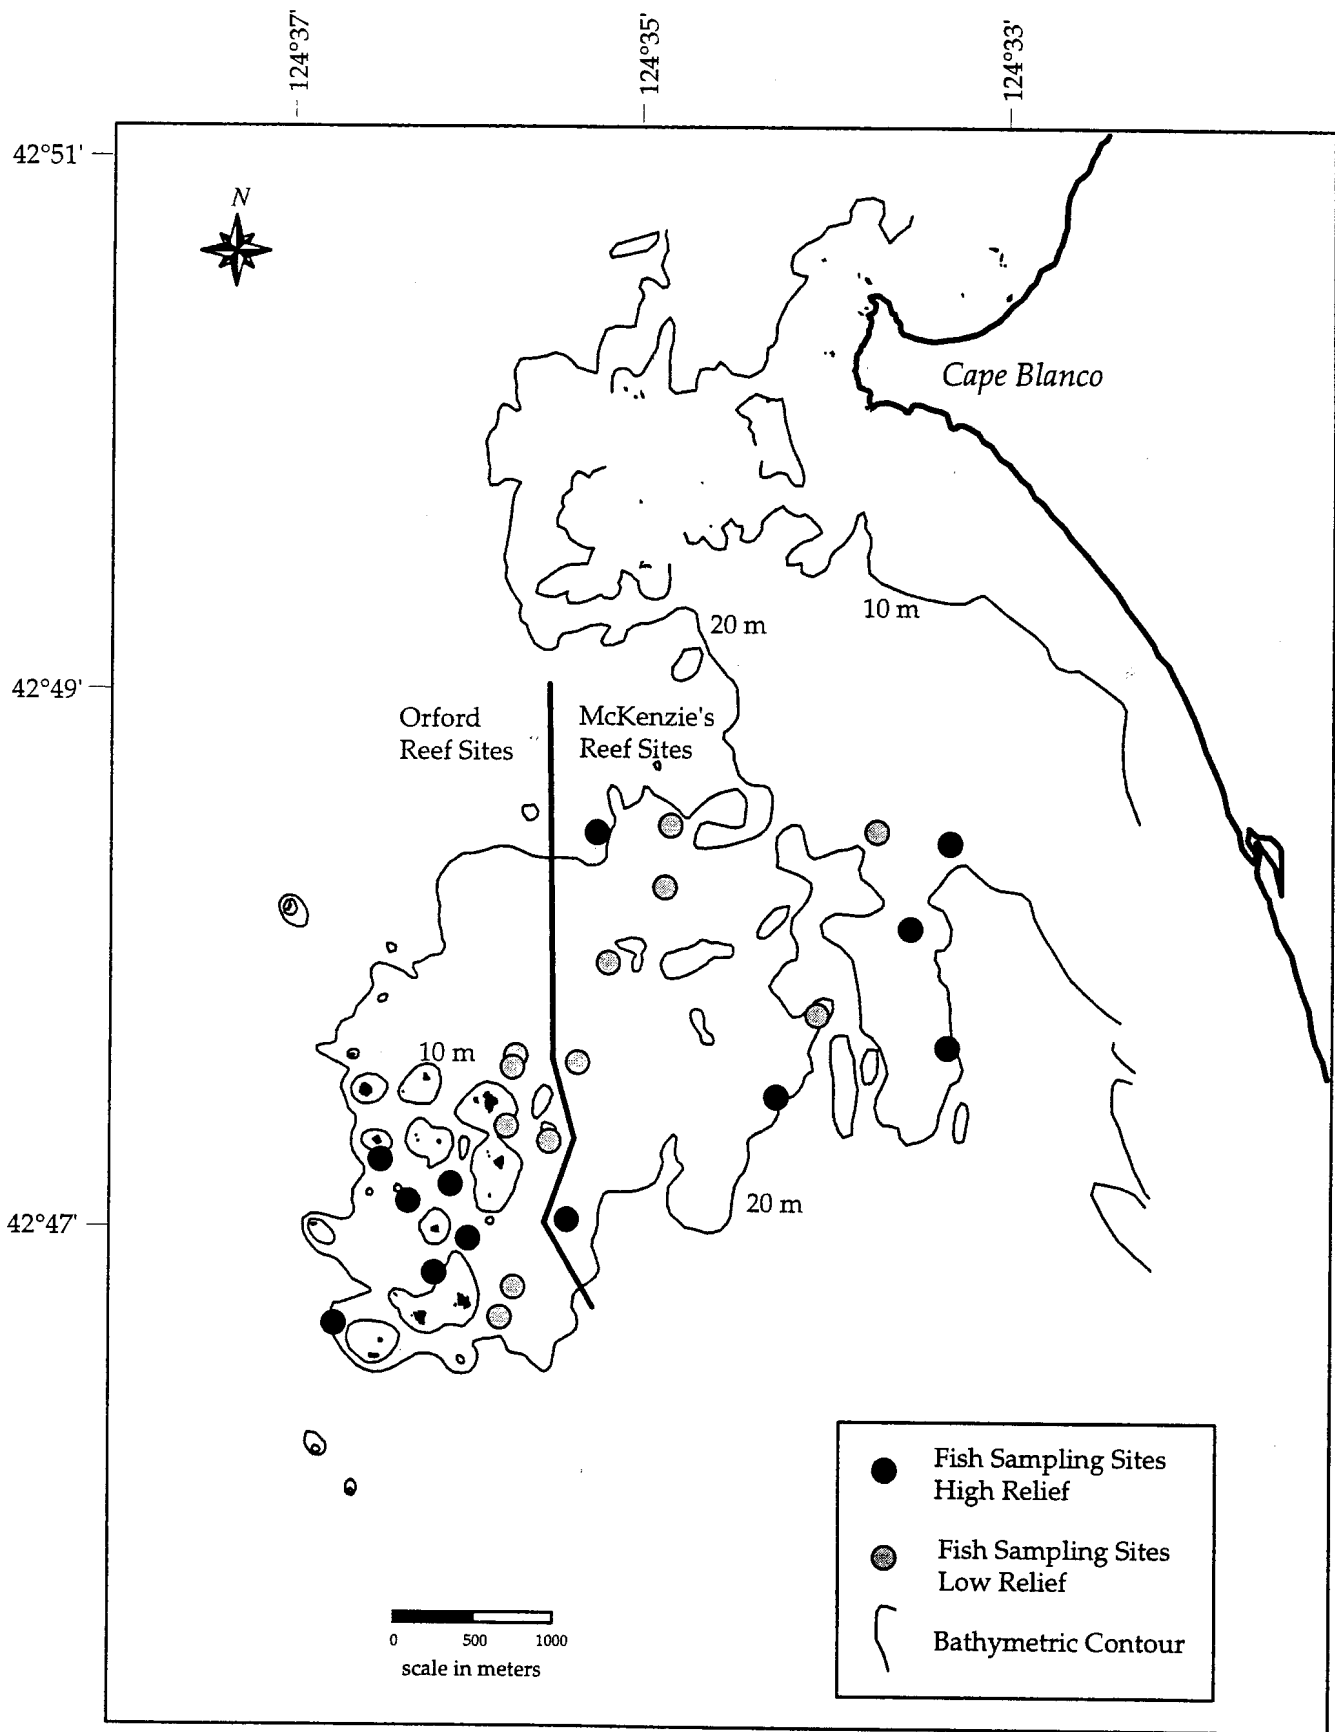 124°37'
124°35'
124°33'
42°51'
N
Cape Blanco
10 m
20 m
42°49'
Orford
Reef Sites
McKenzie's
Reef Sites
10 m
20 m
42°47'
Fish Sampling Sites
High Relief
Fish Sampling Sites
Low Relief
Bathymetric Contour
0 500 1000
scale in meters